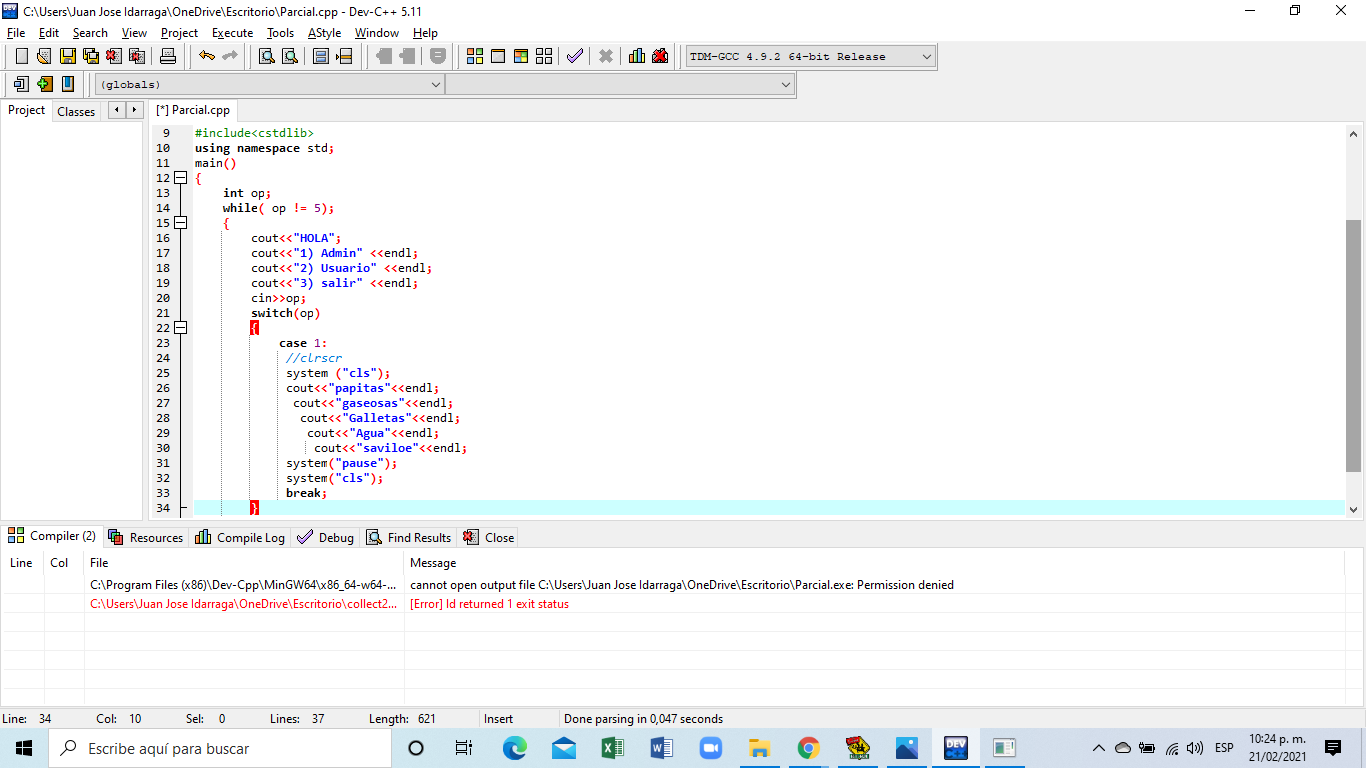 C:\Users\Juan Jose Idarraga\OneDrive\Escritorio\Parcial.cpp - Dev-C++ 5.11
File Edit Search View Project Execute Tools AStyle Window Help
TDM-GCC 4.9.2 64-bit Release
(globals)
Project Classes [*] Parcial.cpp
9 #include<cstdlib>
10 using namespace std;
11 main()
12 {
13 int op;
14 while( op != 5);
15 {
16 cout<<"HOLA";
17 cout<<"1) Admin" <<endl;
18 cout<<"2) Usuario" <<endl;
19 cout<<"3) salir" <<endl;
20 cin>>op;
21 switch(op)
22 {
23 case 1:
24 //clrscr
25 system ("cls");
26 cout<<"papitas"<<endl;
27 cout<<"gaseosas"<<endl;
28 cout<<"Galletas"<<endl;
29 cout<<"Agua"<<endl;
30 cout<<"saviloe"<<endl;
31 system("pause");
32 system("cls");
33 break;
34 }
Compiler (2) Resources Compile Log Debug Find Results Close
Line Col File Message
C:\Program Files (x86)\Dev-Cpp\MinGW64\x86_64-w64-... cannot open output file C:\Users\Juan Jose Idarraga\OneDrive\Escritorio\Parcial.exe: Permission denied
C:\Users\Juan Jose Idarraga\OneDrive\Escritorio\collect2... [Error] ld returned 1 exit status
Line: 34 Col: 10 Sel: 0 Lines: 37 Length: 621 Insert Done parsing in 0,047 seconds
Escribe aquí para buscar
ESP
10:24 p. m.
21/02/2021